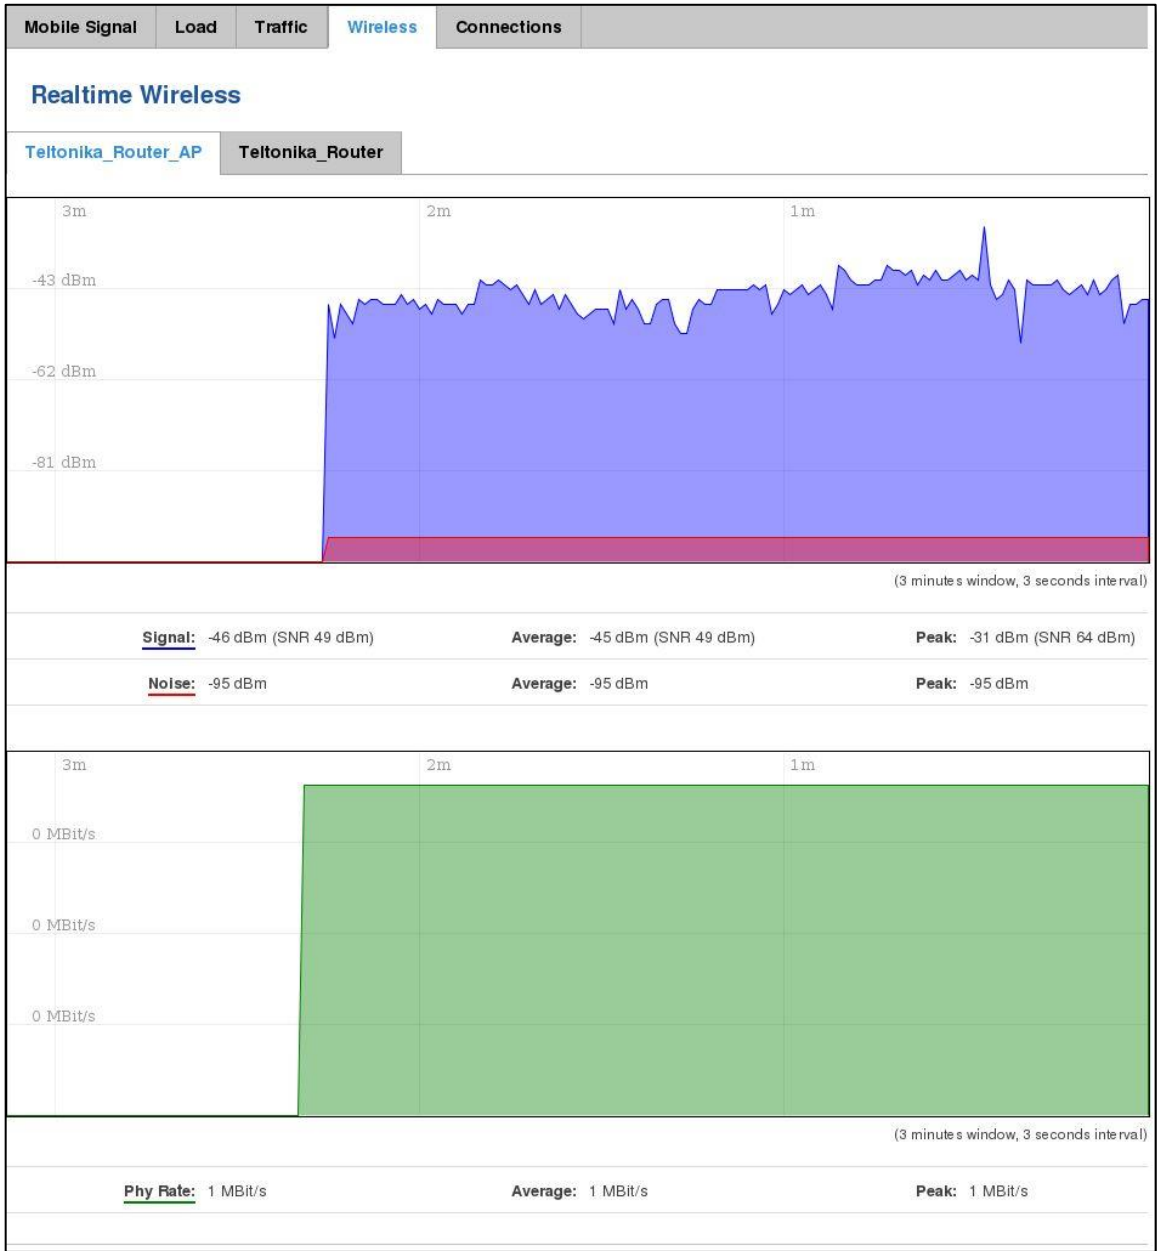 Mobile Signal Load Traffic Wireless Connections
Realtime Wireless
Teltonika_Router_AP Teltonika_Router
3m 2m 1m
-43 dBm
-62 dBm
-81 dBm
(3 minutes window, 3 seconds interval)
Signal: -46 dBm (SNR 49 dBm) Average: -45 dBm (SNR 49 dBm) Peak: -31 dBm (SNR 64 dBm)
Noise: -95 dBm Average: -95 dBm Peak: -95 dBm
3m 2m 1m
0 MBit/s
0 MBit/s
0 MBit/s
(3 minutes window, 3 seconds interval)
Phy Rate: 1 MBit/s Average: 1 MBit/s Peak: 1 MBit/s